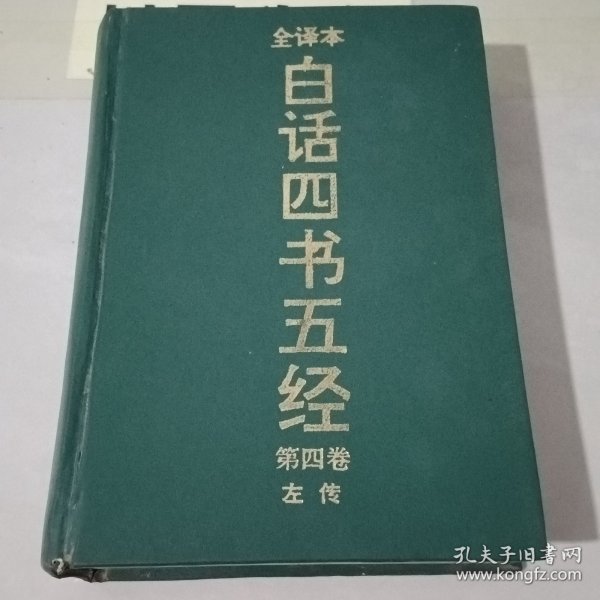 全译本
白话四书五经
第四卷
左传
孔夫子旧书网
www.kongfz.com